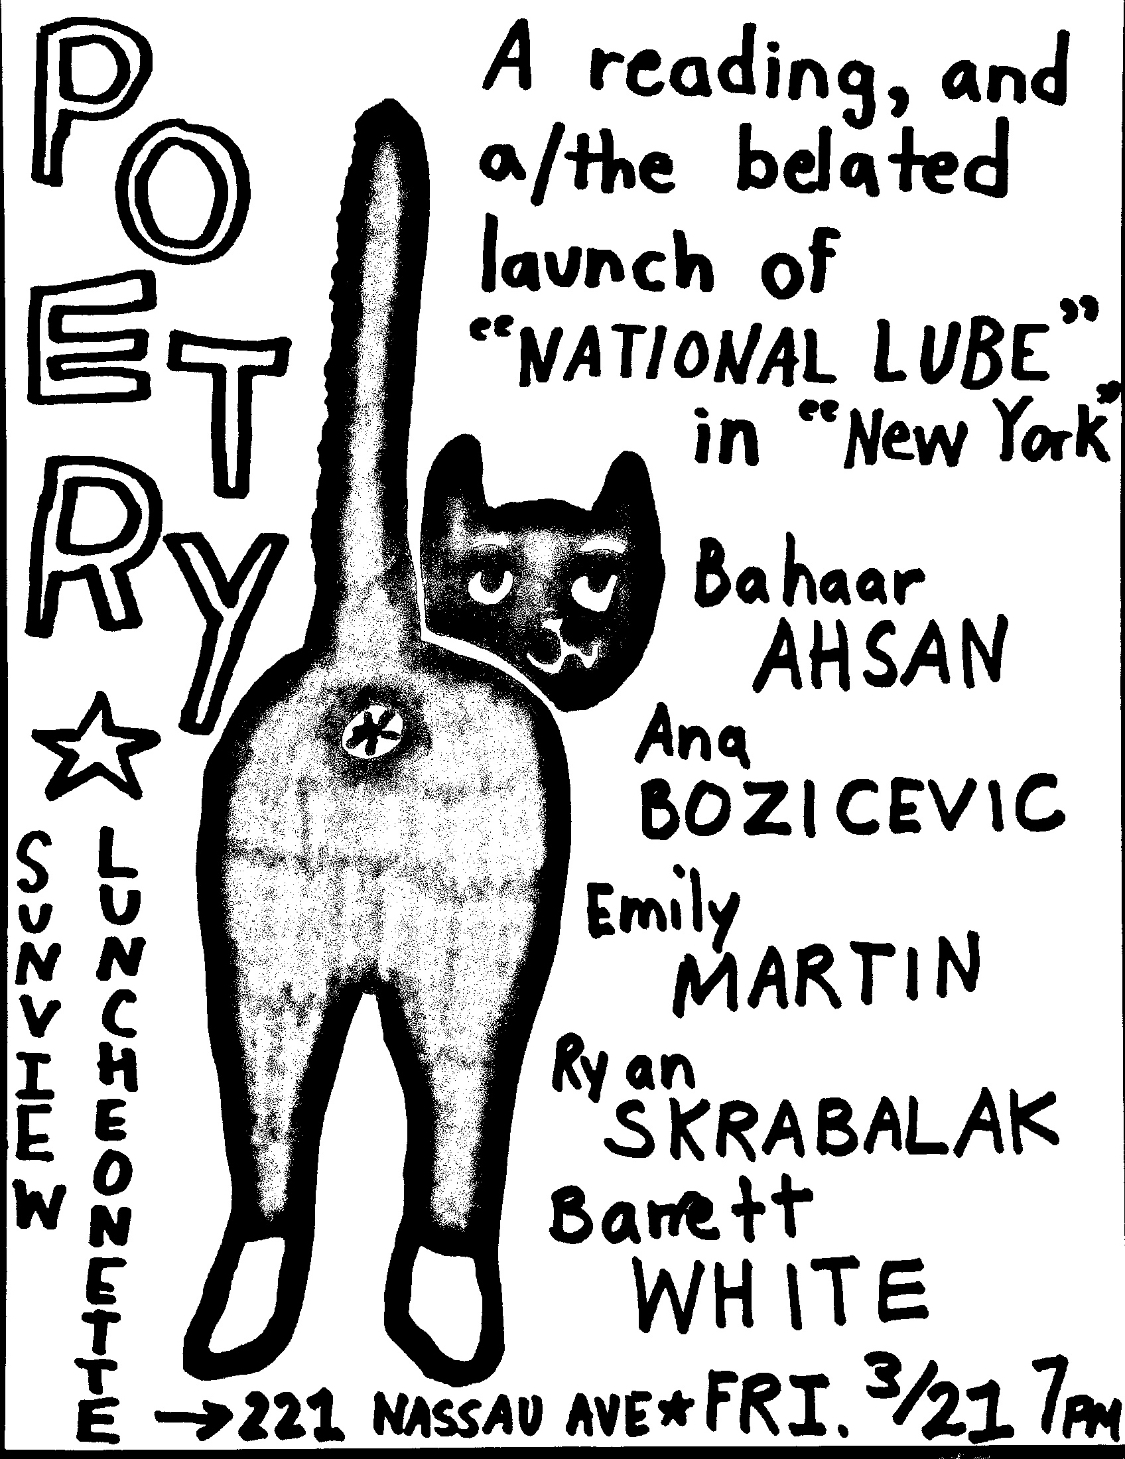 POETRY
SUNVIEW
LUNCHEONETTE
A reading, and
a/the belated
launch of
"NATIONAL LUBE"
in "New York"
Bahaar
AHSAN
Ana
BOZICEVIC
Emily
MARTIN
Ryan
SKRABALAK
Barrett
WHITE
→221 NASSAU AVE★FRI. 3/21 7PM